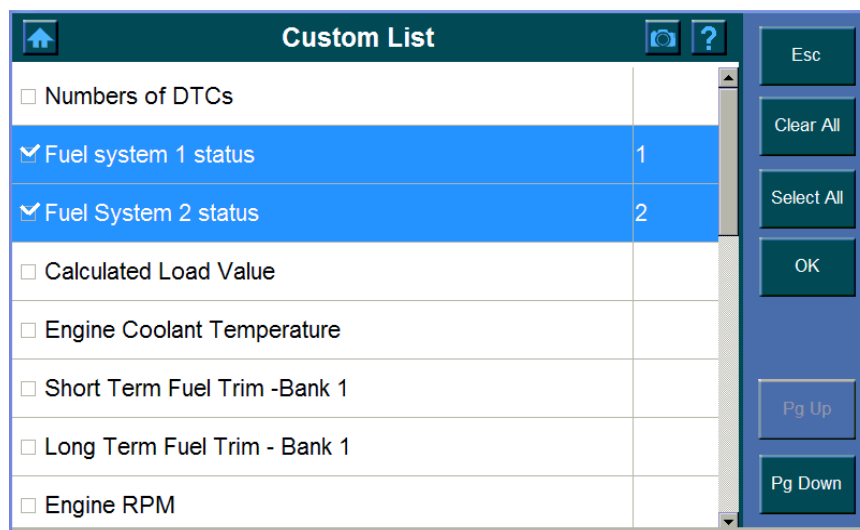 Custom List
?
Numbers of DTCs
Fuel system 1 status 1
Fuel System 2 status 2
Calculated Load Value
Engine Coolant Temperature
Short Term Fuel Trim -Bank 1
Long Term Fuel Trim - Bank 1
Engine RPM
Esc
Clear All
Select All
OK
Pg Up
Pg Down